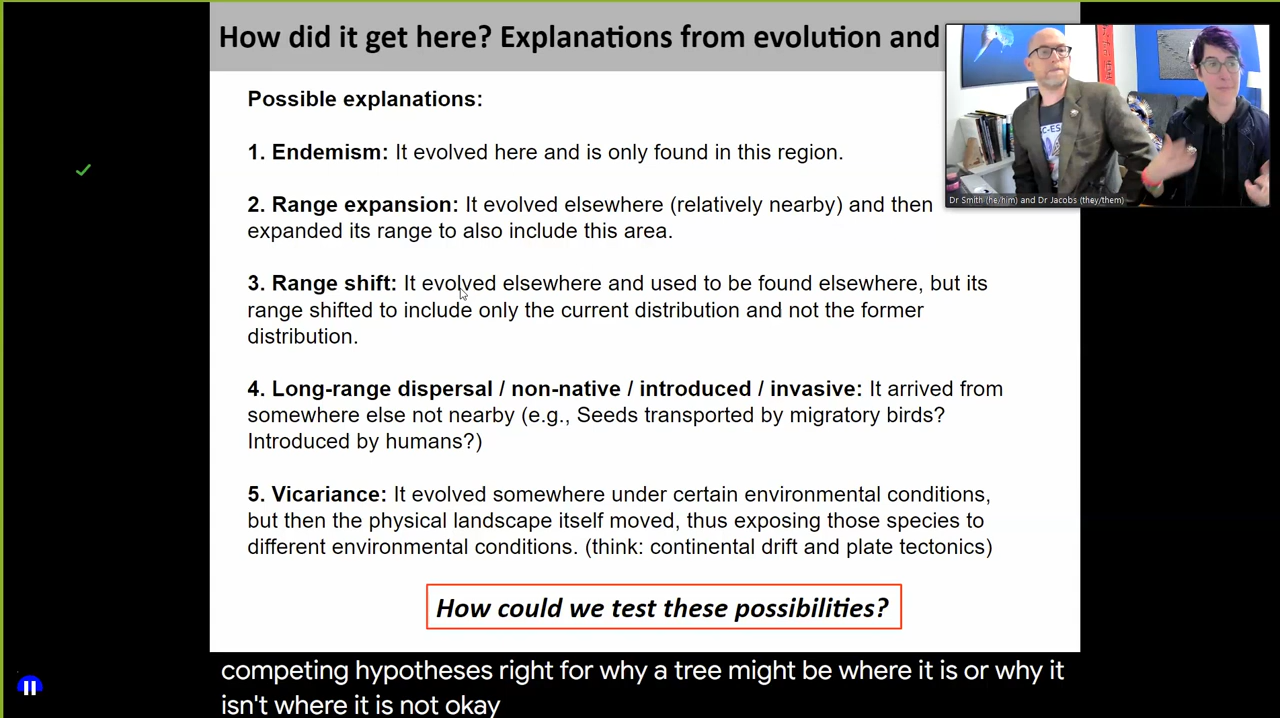 How did it get here? Explanations from evolution and
Possible explanations:
1. Endemism: It evolved here and is only found in this region.
2. Range expansion: It evolved elsewhere (relatively nearby) and then
expanded its range to also include this area.
3. Range shift: It evolved elsewhere and used to be found elsewhere, but its
range shifted to include only the current distribution and not the former
distribution.
4. Long-range dispersal / non-native / introduced / invasive: It arrived from
somewhere else not nearby (e.g., Seeds transported by migratory birds?
Introduced by humans?)
5. Vicariance: It evolved somewhere under certain environmental conditions,
but then the physical landscape itself moved, thus exposing those species to
different environmental conditions. (think: continental drift and plate tectonics)
How could we test these possibilities?
Dr Smith (he/him) and Dr Jacobs (they/them)
competing hypotheses right for why a tree might be where it is or why it
isn't where it is not okay